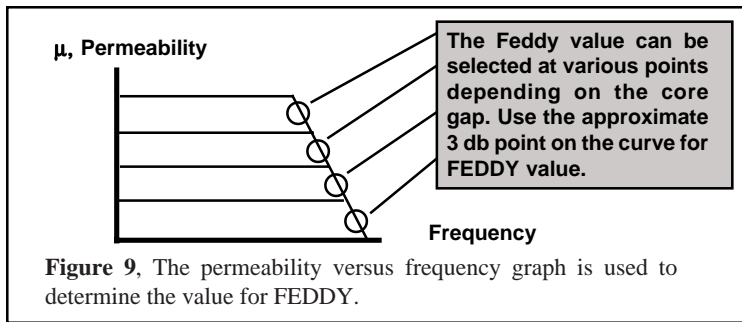 μ, Permeability
The Feddy value can be
selected at various points
depending on the core
gap. Use the approximate
3 db point on the curve for
FEDDY value.
Frequency
Figure 9, The permeability versus frequency graph is used to
determine the value for FEDDY.